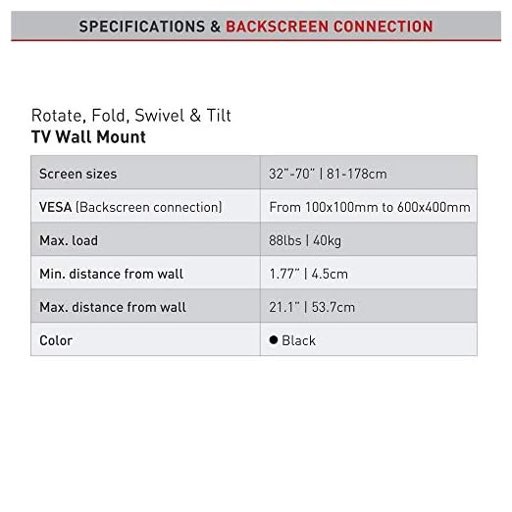 SPECIFICATIONS & BACKSCREEN CONNECTION
Rotate, Fold, Swivel & Tilt
TV Wall Mount
Screen sizes 32"-70" | 81-178cm
VESA (Backscreen connection) From 100x100mm to 600x400mm
Max. load 88lbs | 40kg
Min. distance from wall 1.77" | 4.5cm
Max. distance from wall 21.1" | 53.7cm
Color ● Black